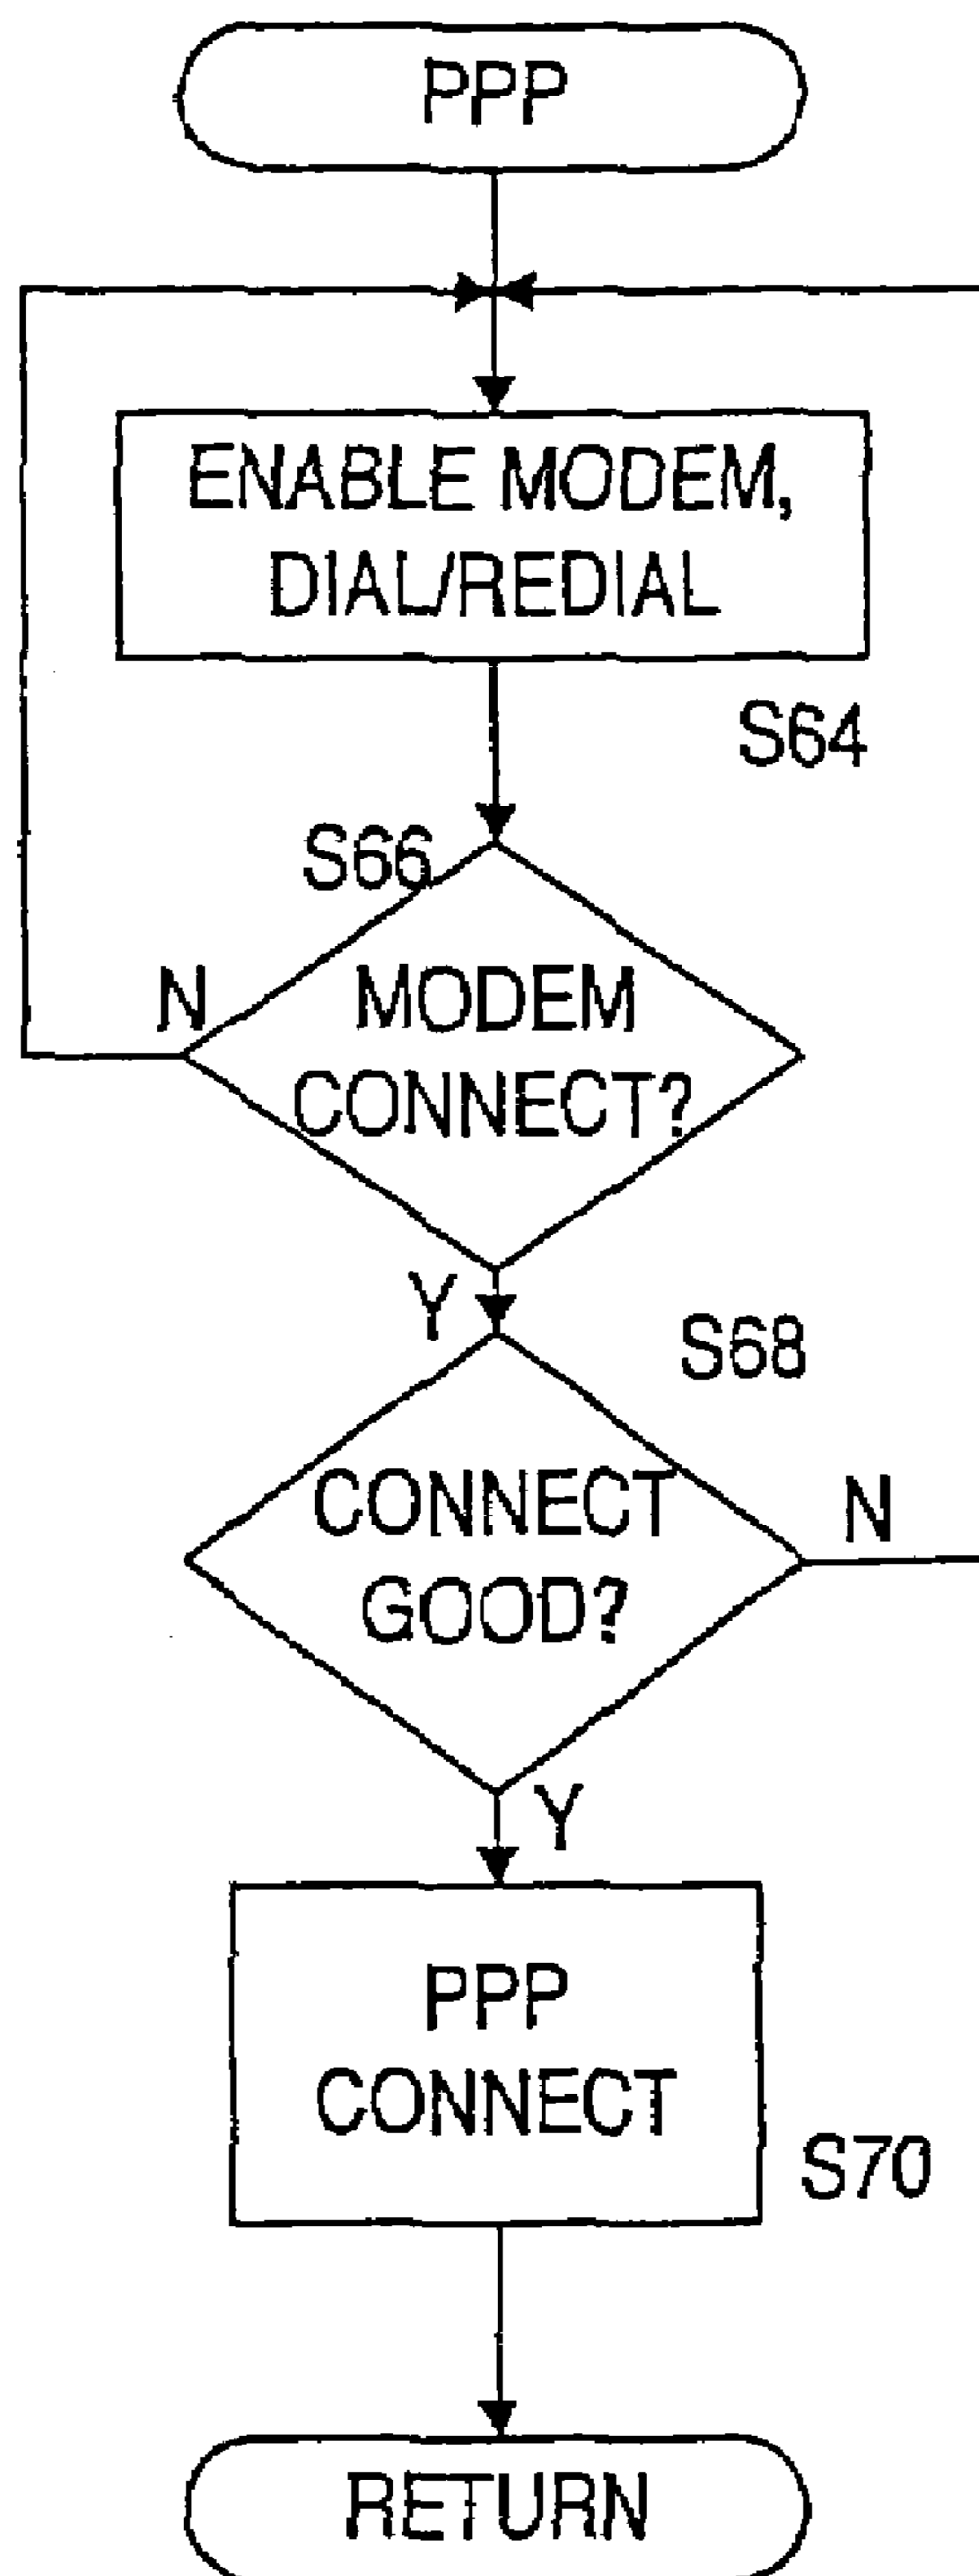 PPP
ENABLE MODEM,
DIAL/REDIAL
S64
S66
N
MODEM
CONNECT?
Y
S68
CONNECT
GOOD?
N
Y
PPP
CONNECT
S70
RETURN